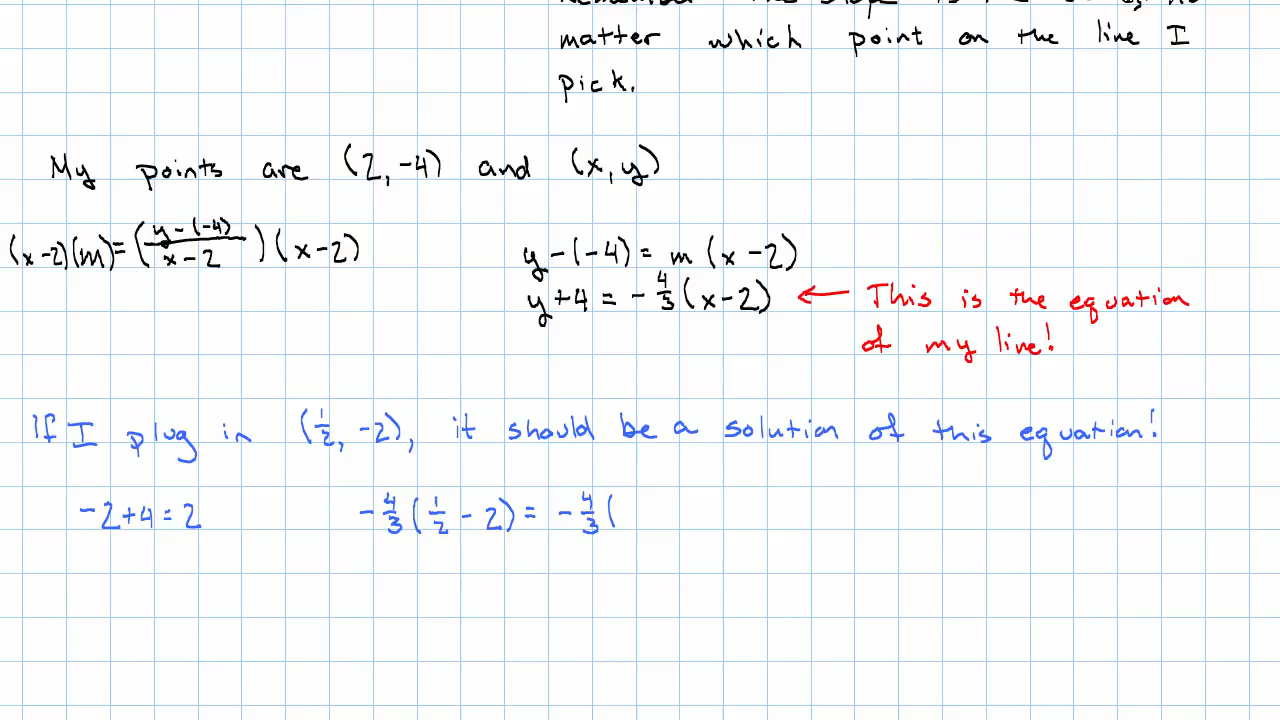 matter which point on the line I
pick.
My points are (2, -4) and (x, y)
(x-2)(m) = ( y-(-4) / x-2 )(x-2)
y-(-4) = m(x-2)
y+4 = -4/3(x-2) ← This is the equation
of my line!
If I plug in (1/2, -2), it should be a solution of this equation!
-2+4=2 -4/3(1/2-2) = -4/3(